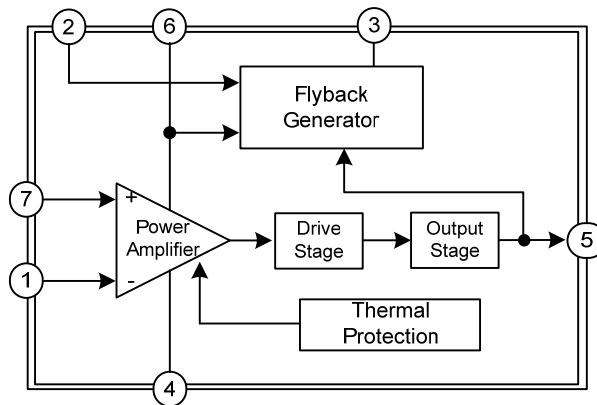 2
6
3
Flyback
Generator
7
+
Power
Amplifier
-
Drive
Stage
Output
Stage
5
1
Thermal
Protection
4